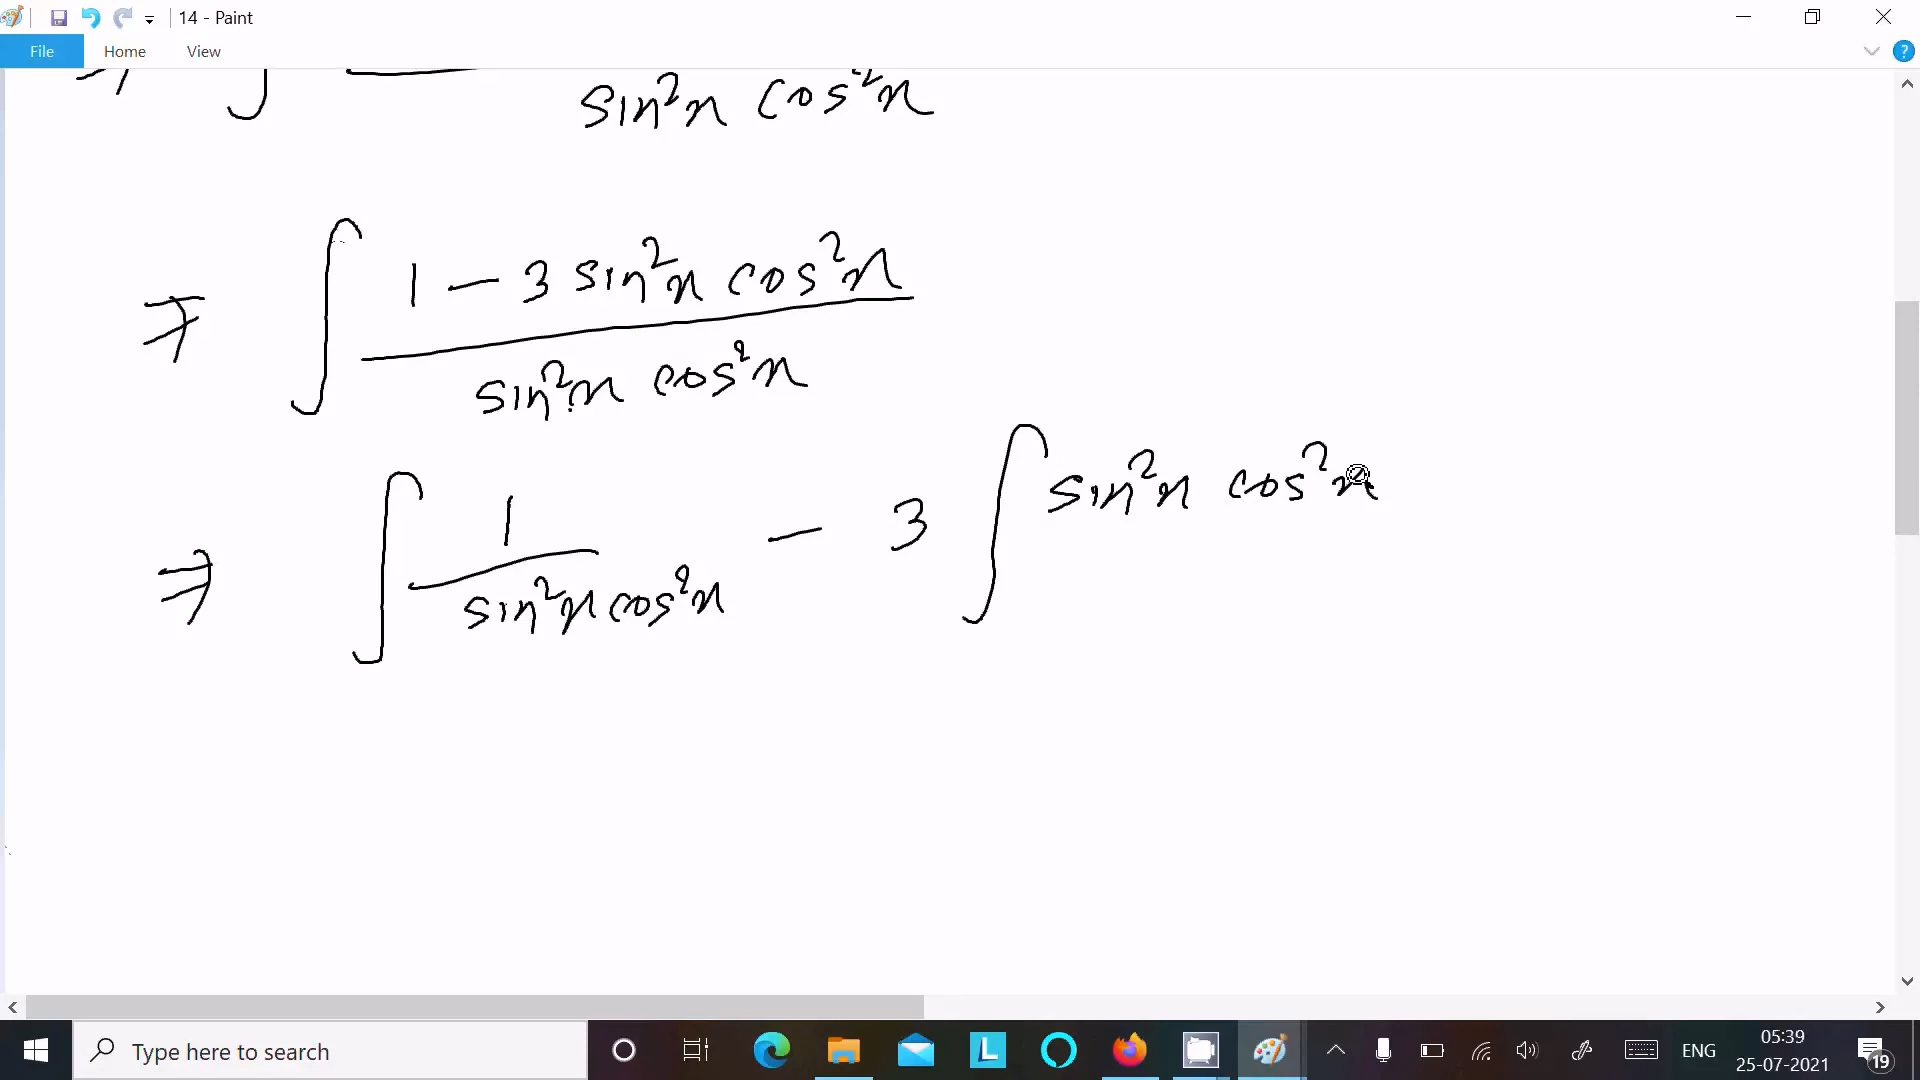 14 - Paint
File Home View
⇒ ∫ sin²x cos²x
⇒ ∫ 1 - 3 sin²x cos²x
sin²x cos²x
⇒ ∫ 1 - 3 ∫ sin²x cos²x
sin²x cos²x
Type here to search
L
ENG
05:39
25-07-2021
19